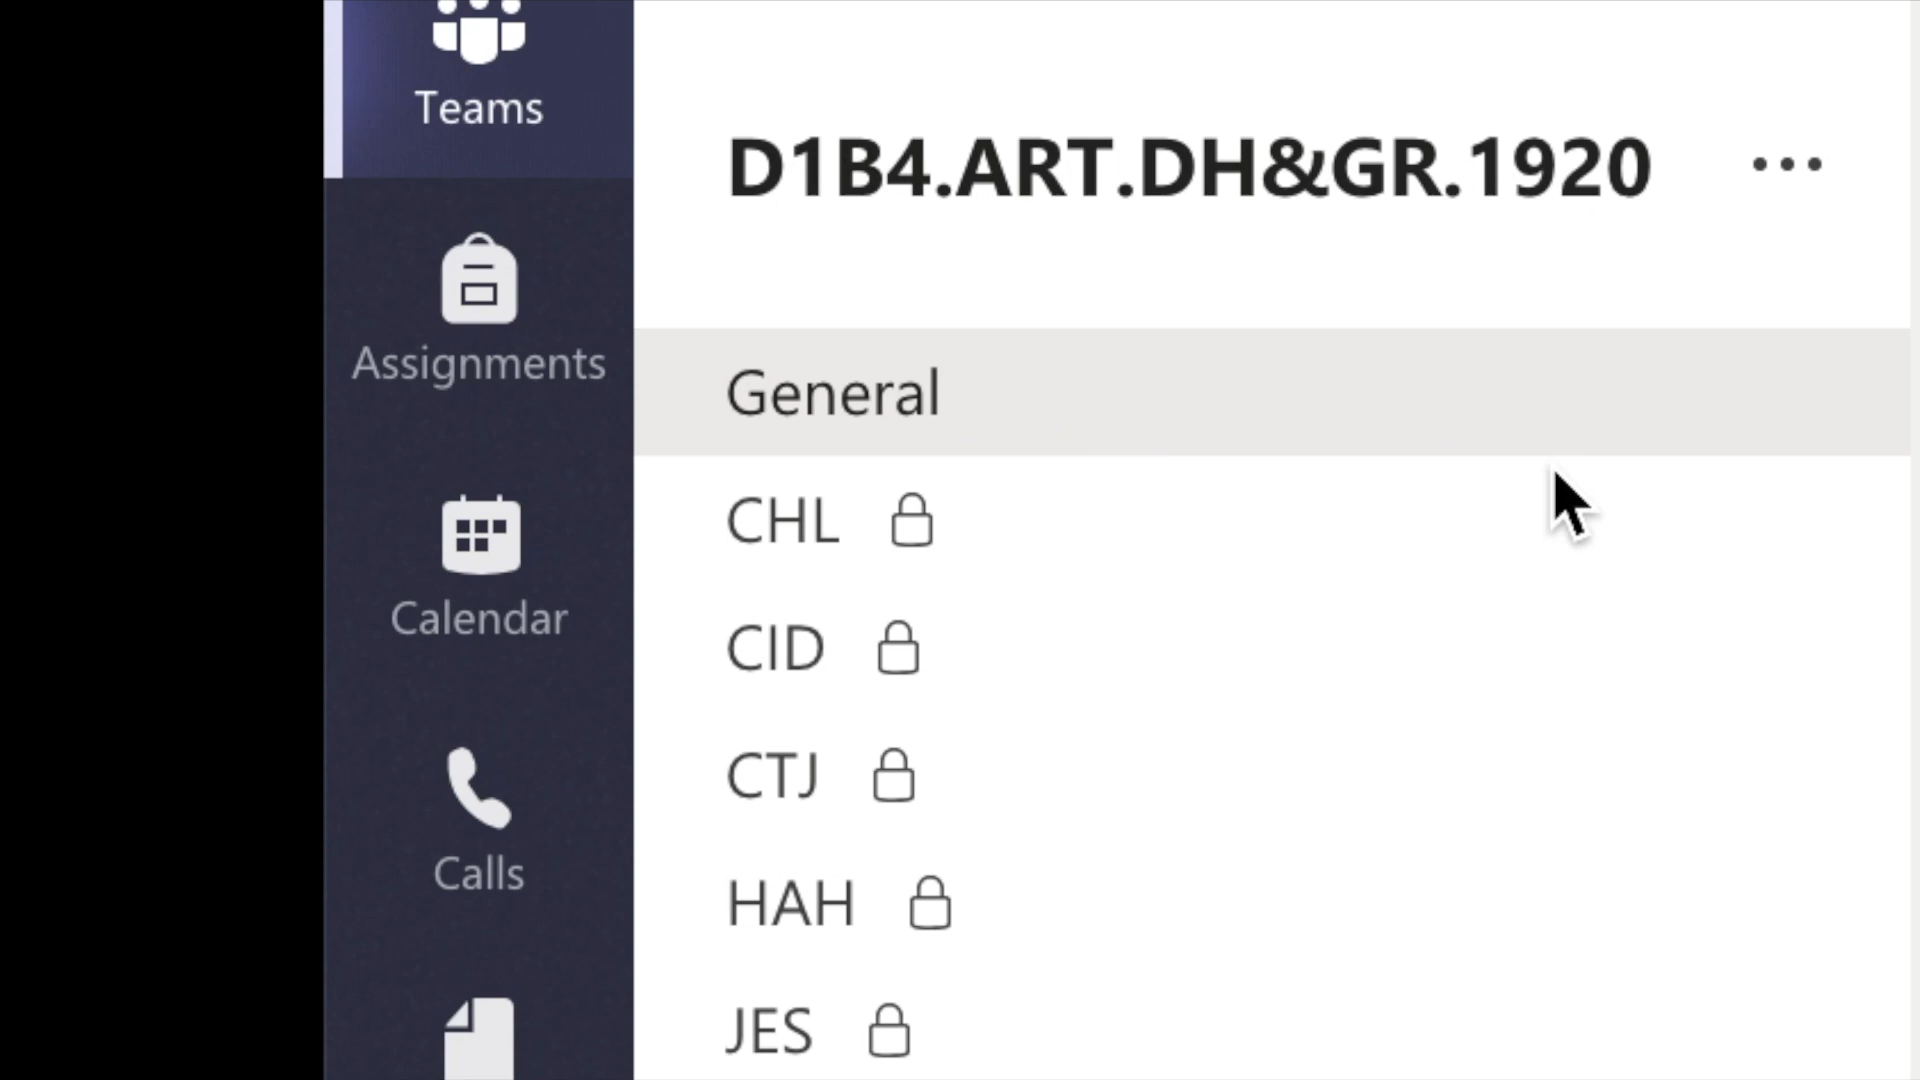 Teams
Assignments
Calendar
Calls
D1B4.ART.DH&GR.1920
General
CHL
CID
CTJ
HAH
JES